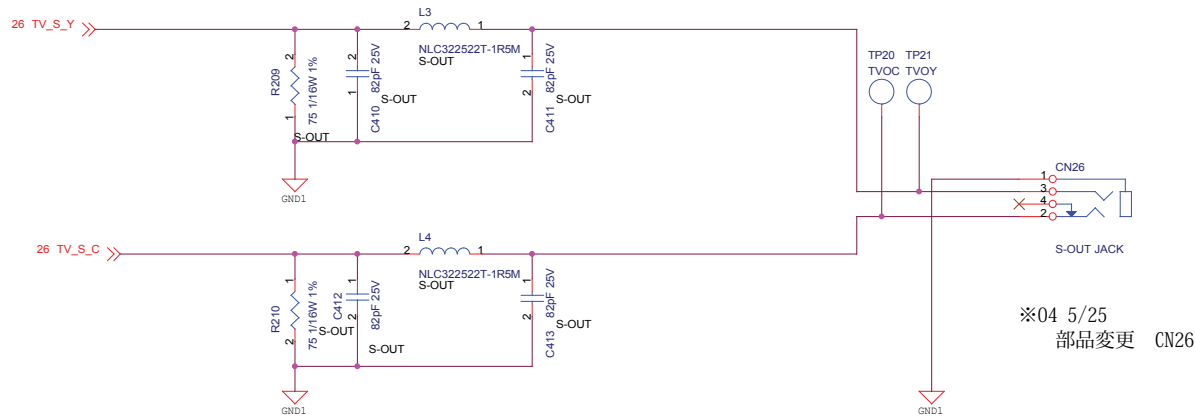 26 TV_S_Y
2
L3
1
NLC322522T-1R5M
S-OUT
2
R209
1
75 1/16W 1%
S-OUT
2
1
C410
82pF 25V
S-OUT
1
2
C411
82pF 25V
S-OUT
GND1
TP20
TVOC
TP21
TVOY
CN26
1
3
4
2
S-OUT JACK
26 TV_S_C
2
L4
1
NLC322522T-1R5M
S-OUT
1
R210
2
75 1/16W 1%
S-OUT
1
C412
2
82pF 25V
S-OUT
1
2
C413
82pF 25V
GND1
GND1
※04 5/25
部品変更 CN26